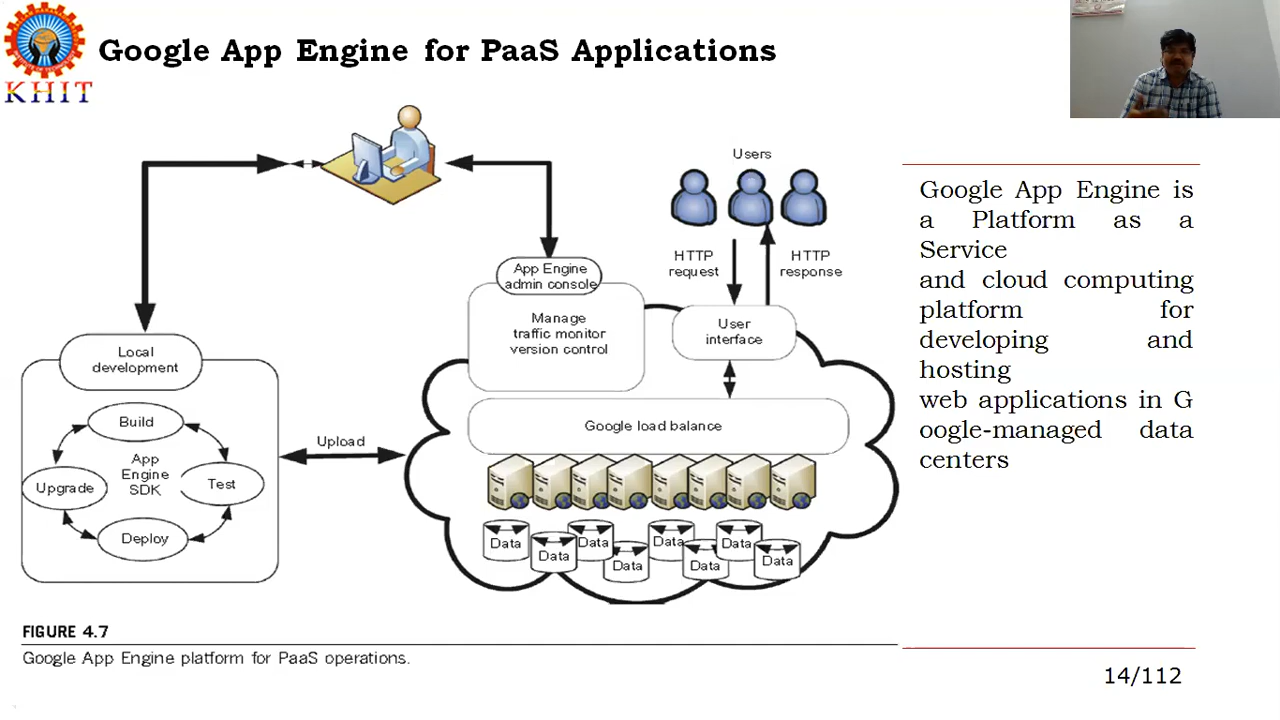 KHIT
Google App Engine for PaaS Applications
Users
HTTP
request
HTTP
response
App Engine
admin console
Manage
traffic monitor
version control
User
interface
Local
development
Build
App
Engine
SDK
Upgrade
Test
Deploy
Upload
Google load balance
Data
Data
Data
Data
Data
Data
Data
Data
Google App Engine is
a Platform as a
Service
and cloud computing
platform for
developing and
hosting
web applications in G
oogle-managed data
centers
FIGURE 4.7
Google App Engine platform for PaaS operations.
14/112